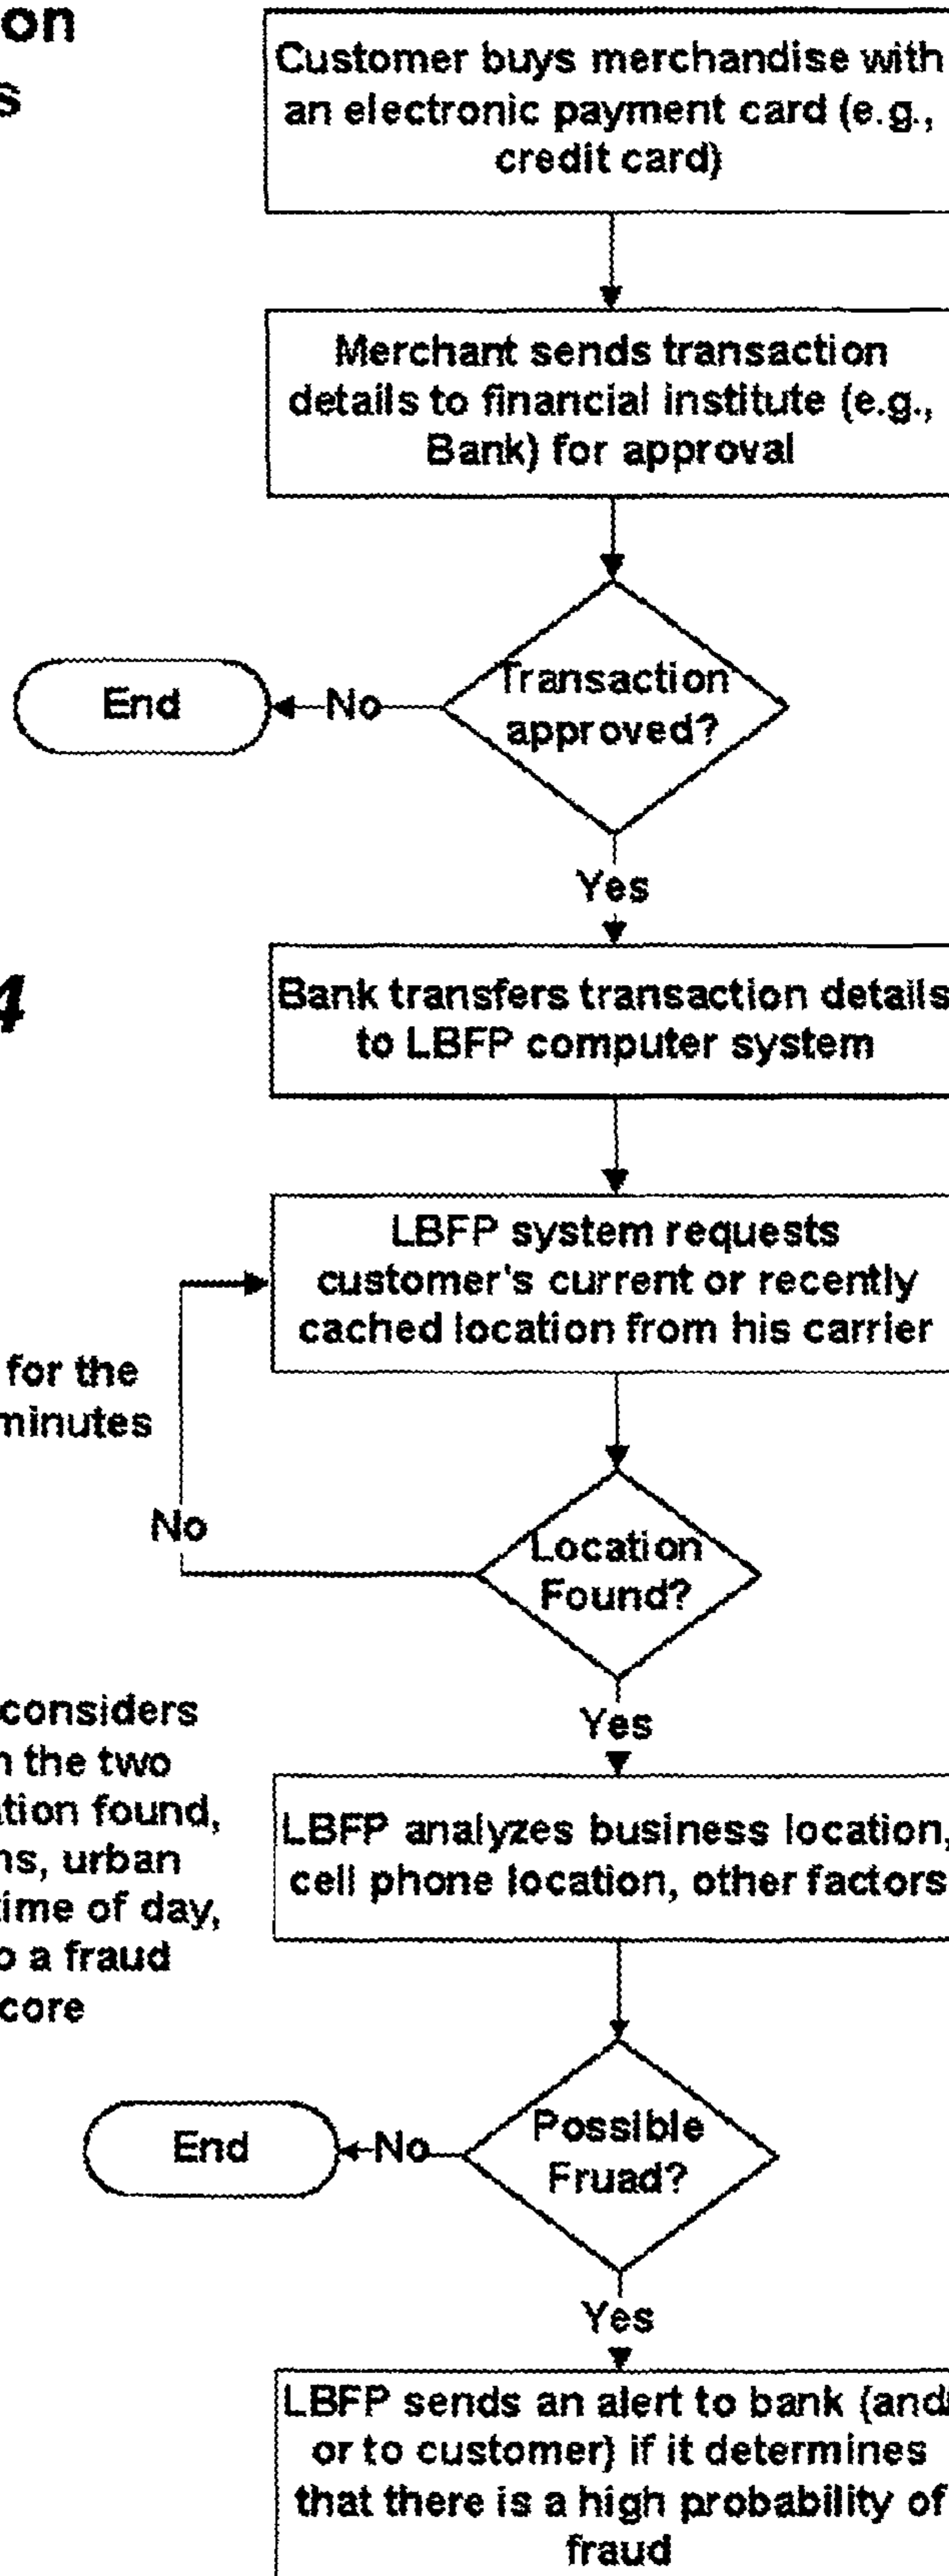 on
s
Customer buys merchandise with
an electronic payment card (e.g.,
credit card)
Merchant sends transaction
details to financial institute (e.g.,
Bank) for approval
Transaction
approved?
No
End
Yes
4
Bank transfers transaction details
to LBFP computer system
LBFP system requests
customer's current or recently
cached location from his carrier
for the
minutes
No
Location
Found?
Yes
considers
n the two
ation found,
ns, urban
time of day,
o a fraud
core
LBFP analyzes business location,
cell phone location, other factors
Possible
Fruad?
No
End
Yes
LBFP sends an alert to bank (and/
or to customer) if it determines
that there is a high probability of
fraud